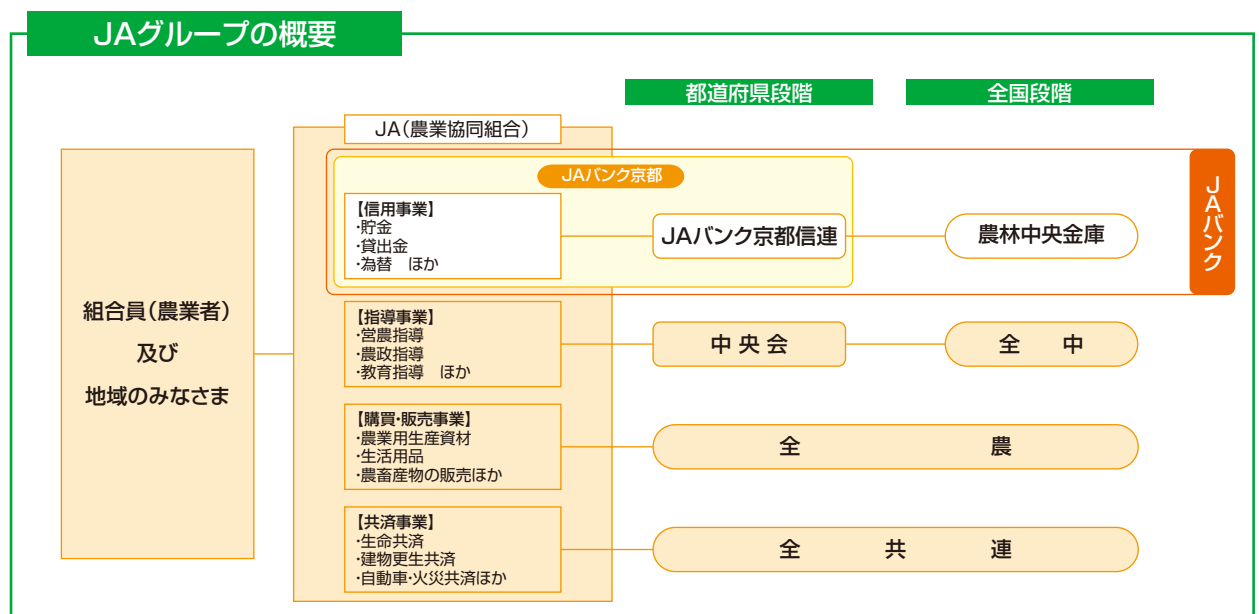 JAグループの概要
都道府県段階
全国段階
JA(農業協同組合)
JAバンク京都
JAバンク
【信用事業】
・貯金
・貸出金
・為替　ほか
JAバンク京都信連
農林中央金庫
組合員(農業者)
及び
地域のみなさま
【指導事業】
・営農指導
・農政指導
・教育指導　ほか
中央会
全　中
【購買・販売事業】
・農業用生産資材
・生活用品
・農畜産物の販売ほか
全　農
【共済事業】
・生命共済
・建物更生共済
・自動車・火災共済ほか
全　共　連